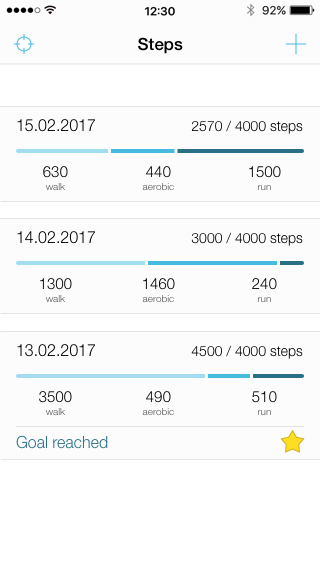 12:30
92%
Steps
15.02.2017 2570 / 4000 steps
630 440 1500
walk aerobic run
14.02.2017 3000 / 4000 steps
1300 1460 240
walk aerobic run
13.02.2017 4500 / 4000 steps
3500 490 510
walk aerobic run
Goal reached